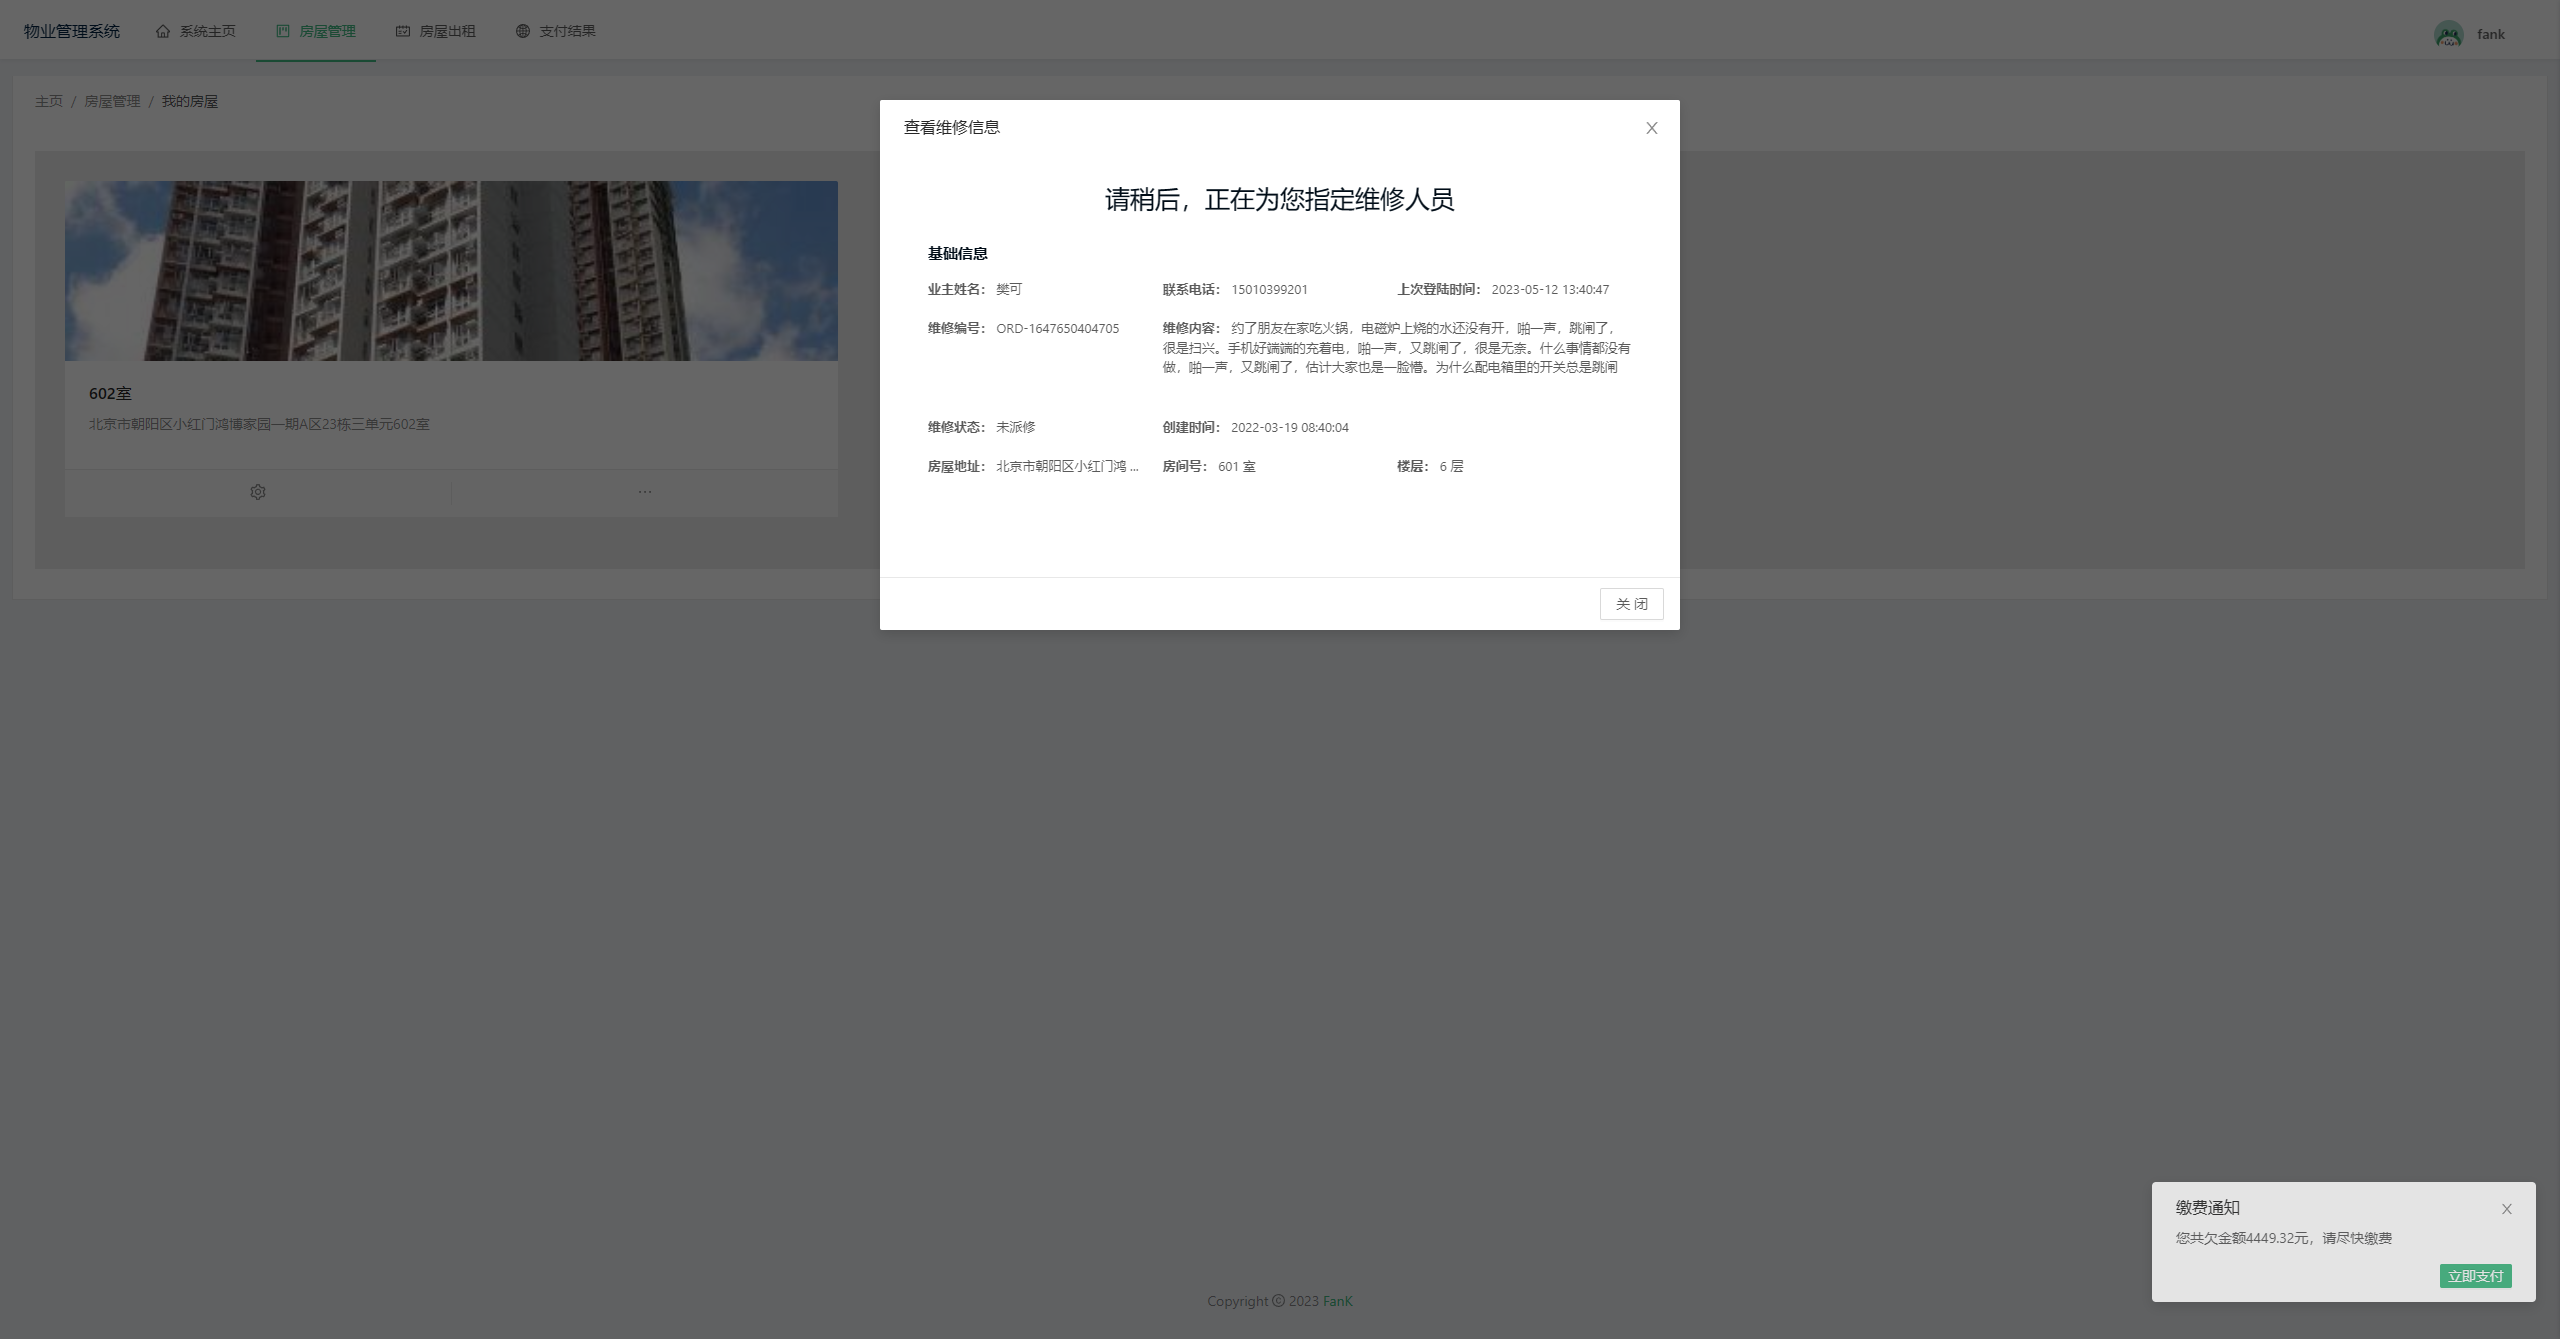 物业管理系统 系统主页 房屋管理 房屋出租 支付结果 fank
主页 / 房屋管理 / 我的房屋
602室
北京市朝阳区小红门鸿博家园一期A区23栋三单元602室
查看维修信息
请稍后，正在为您指定维修人员
基础信息
业主姓名： 樊可 联系电话： 15010399201 上次登陆时间： 2023-05-12 13:40:47
维修编号： ORD-1647650404705 维修内容： 约了朋友在家吃火锅，电磁炉上烧的水还没有开，啪一声，跳闸了，
很是扫兴。手机好端端的充着电，啪一声，又跳闸了，很是无奈。什么事情都没有
做，啪一声，又跳闸了，估计大家也是一脸懵。为什么配电箱里的开关总是跳闸
维修状态： 未派修 创建时间： 2022-03-19 08:40:04
房屋地址： 北京市朝阳区小红门鸿 ... 房间号： 601 室 楼层： 6 层
关 闭
缴费通知
您共欠金额4449.32元，请尽快缴费
立即支付
Copyright © 2023 FanK